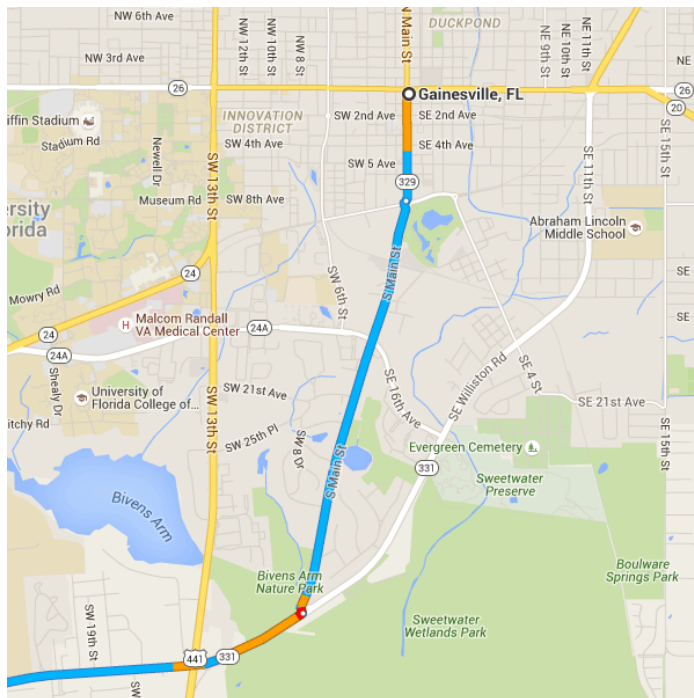 NW 6th Ave
NW 12th St
NW 10th St
NW 8 St
N Main St
DUCKPOND
NE 9th St
NE 10th St
NE 11th St
NW 3rd Ave
NE
26
Gainesville, FL
26
20
iffin Stadium
Stadium Rd
INNOVATION
DISTRICT
SW 2nd Ave
SE 2nd Ave
SW 4th Ave
SE 4th Ave
SW 5 Ave
Newell Dr
SW 13th St
SE 11th St
SE 15th St
329
Museum Rd
SW 8th Ave
ersity
orida
Abraham Lincoln
Middle School
S Main St
SW 6th St
24
Mowry Rd
SE
Malcom Randall
VA Medical Center
24A
SE
24
24A
Shealy Dr
University of
Florida College of...
SW 21st Ave
SE 16th Ave
SE Williston Rd
SE 4 St
SE 21st Ave
ritchy Rd
SW 13th St
SW 25th Pl
SW 8 Dr
SE 15th St
Evergreen Cemetery
331
S Main St
Sweetwater
Preserve
Bivens Arm
Bivens Arm
Nature Park
Boulware
Springs Park
SW 19th St
Sweetwater
Wetlands Park
441
331